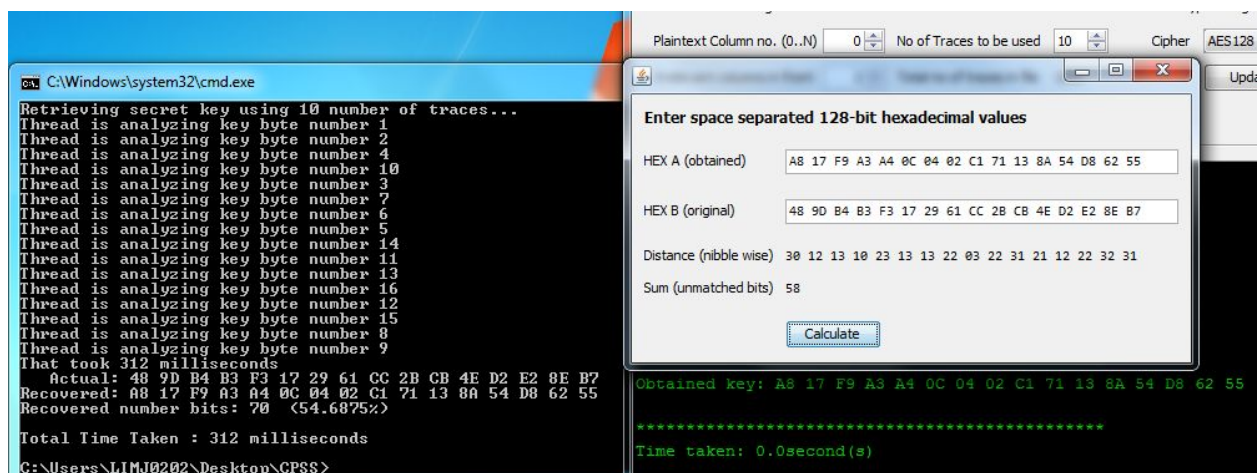 Plaintext Column no. (0..N) 0 No of Traces to be used 10 Cipher AES128
C:\Windows\system32\cmd.exe
Retrieving secret key using 10 number of traces...
Thread is analyzing key byte number 1
Thread is analyzing key byte number 2
Thread is analyzing key byte number 4
Thread is analyzing key byte number 10
Thread is analyzing key byte number 3
Thread is analyzing key byte number 7
Thread is analyzing key byte number 6
Thread is analyzing key byte number 5
Thread is analyzing key byte number 14
Thread is analyzing key byte number 11
Thread is analyzing key byte number 13
Thread is analyzing key byte number 16
Thread is analyzing key byte number 12
Thread is analyzing key byte number 15
Thread is analyzing key byte number 8
Thread is analyzing key byte number 9
That took 312 milliseconds
Actual: 48 9D B4 B3 F3 17 29 61 CC 2B CB 4E D2 E2 8E B7
Recovered: A8 17 F9 A3 A4 0C 04 02 C1 71 13 8A 54 D8 62 55
Recovered number bits: 70 (54.6875%)
Total Time Taken : 312 milliseconds
C:\Users\LIMJ0202\Desktop\CPSS>
Enter space separated 128-bit hexadecimal values
HEX A (obtained) A8 17 F9 A3 A4 0C 04 02 C1 71 13 8A 54 D8 62 55
HEX B (original) 48 9D B4 B3 F3 17 29 61 CC 2B CB 4E D2 E2 8E B7
Distance (nibble wise) 30 12 13 10 23 13 13 22 03 22 31 21 12 22 32 31
Sum (unmatched bits) 58
Calculate
Obtained key: A8 17 F9 A3 A4 0C 04 02 C1 71 13 8A 54 D8 62 55
***********************************************
Time taken: 0.0second(s)